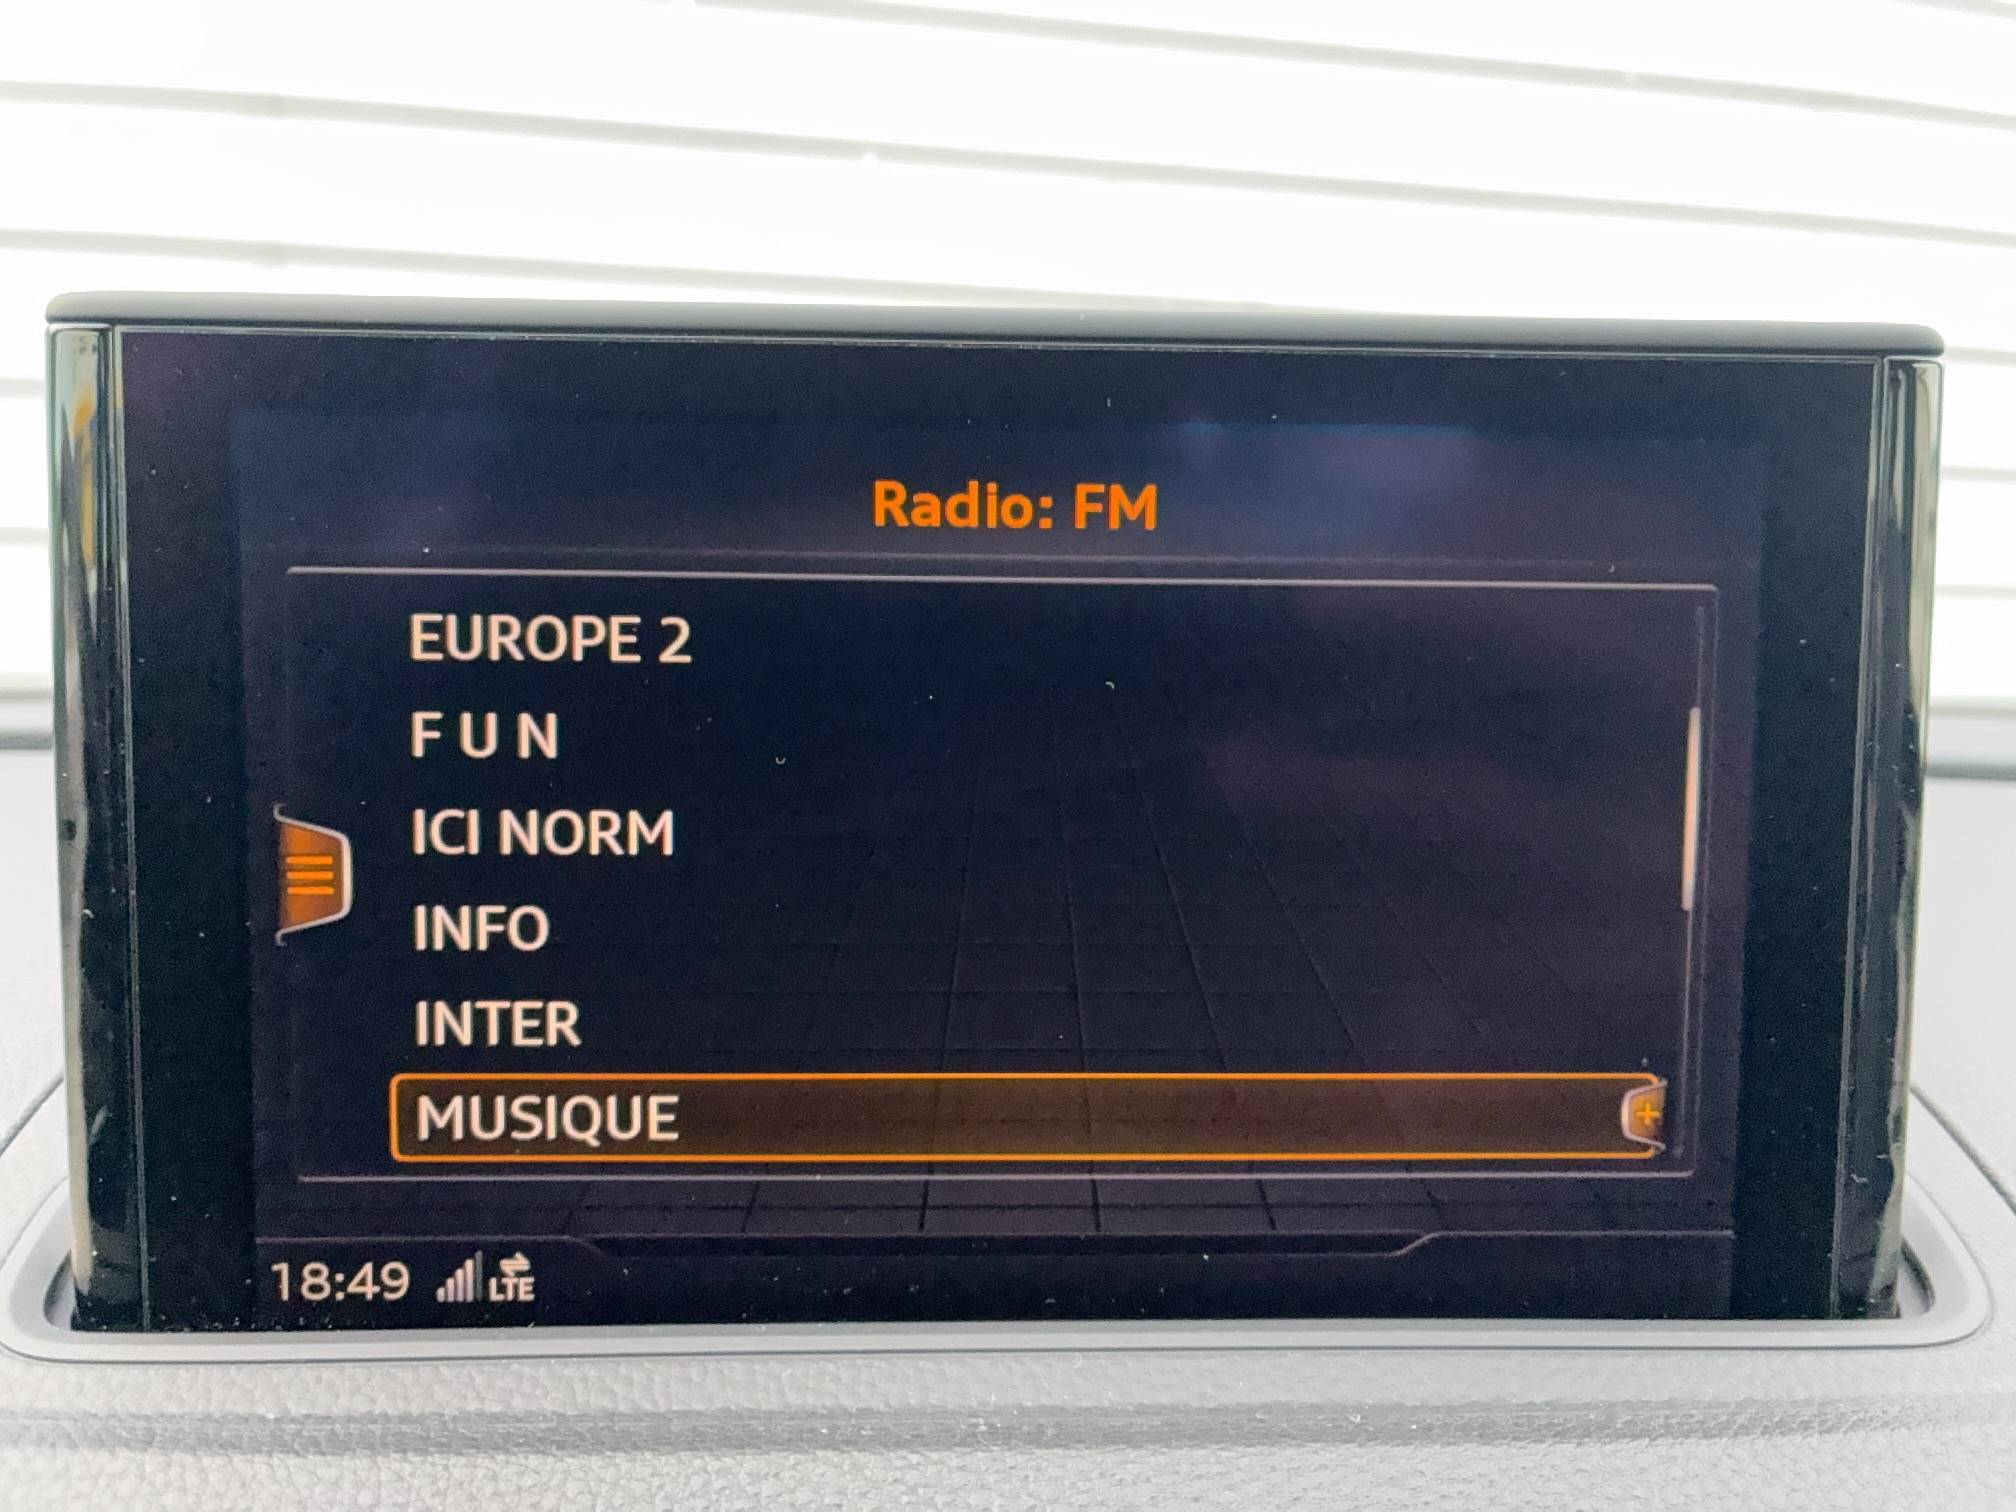 Radio: FM
EUROPE 2
F U N
ICI NORM
INFO
INTER
MUSIQUE
18:49 LTE